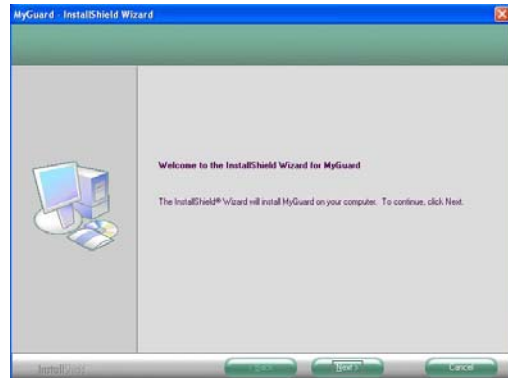 MyGuard - InstallShield Wizard
Welcome to the InstallShield Wizard for MyGuard
The InstallShield® Wizard will install MyGuard on your computer. To continue, click Next.
InstallShield
< Back
Next >
Cancel